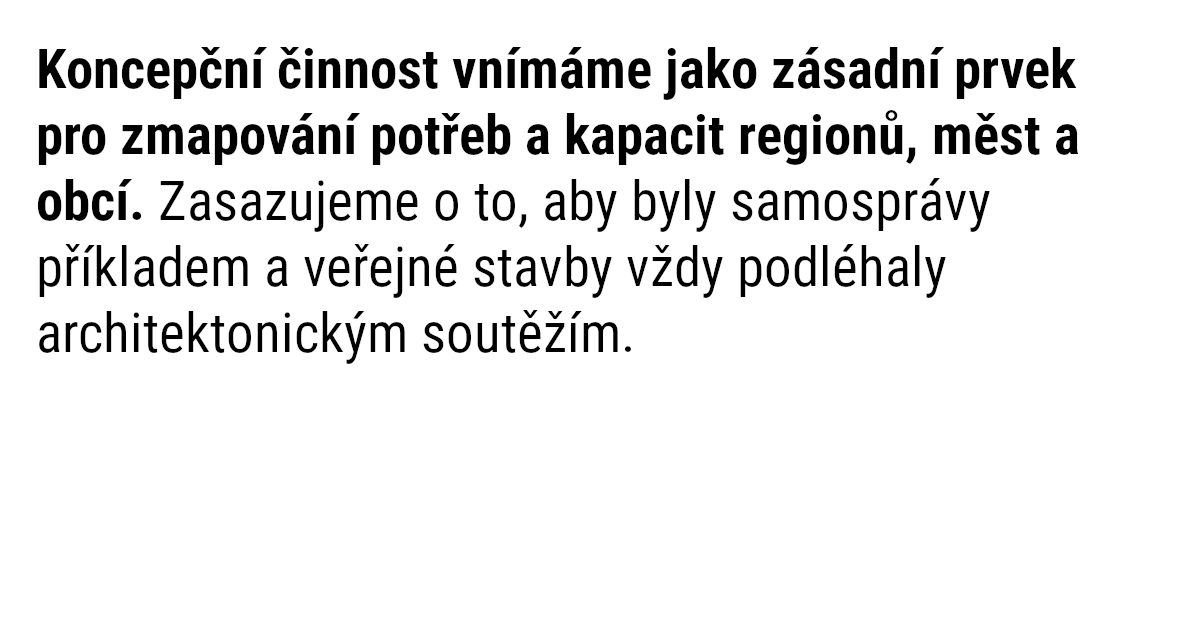 Koncepční činnost vnímáme jako zásadní prvek
pro zmapování potřeb a kapacit regionů, měst a
obcí. Zasazujeme o to, aby byly samosprávy
příkladem a veřejné stavby vždy podléhaly
architektonickým soutěžím.